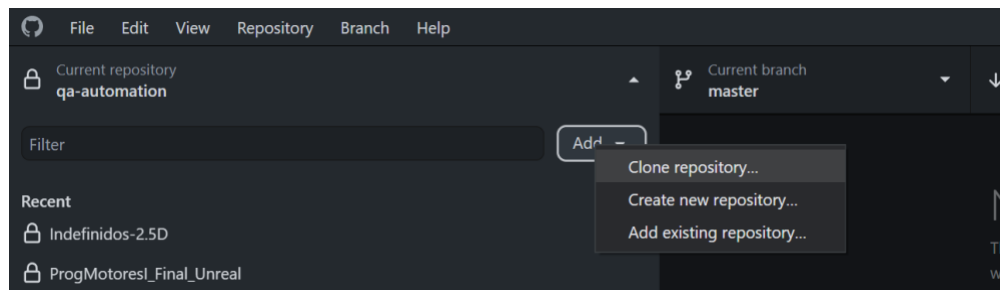 File Edit View Repository Branch Help
Current repository
qa-automation
Current branch
master
Filter
Add
Clone repository...
Create new repository...
Add existing repository...
Recent
Indefinidos-2.5D
ProgMotoresI_Final_Unreal